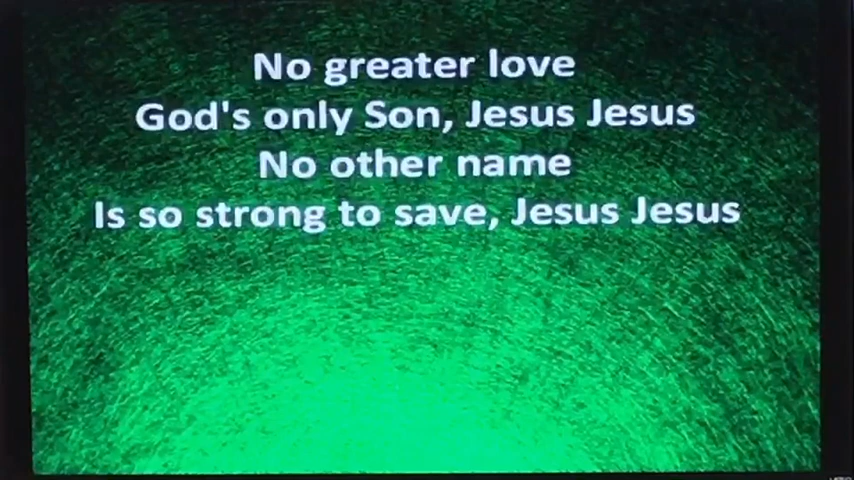 No greater love
God's only Son, Jesus Jesus
No other name
Is so strong to save, Jesus Jesus